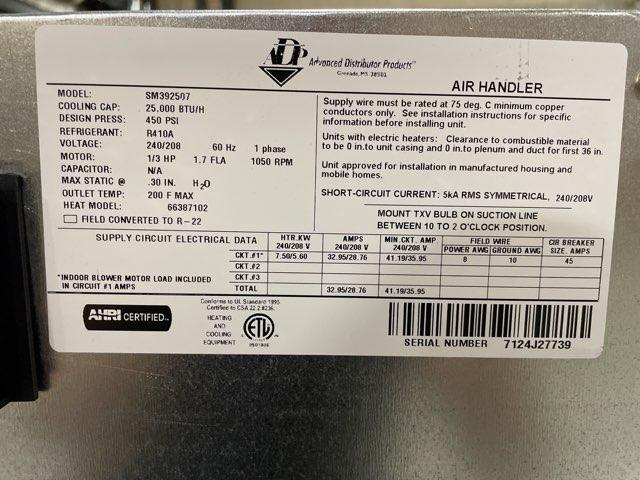 ADP Advanced Distributor Products™
Grenada, MS 38901
AIR HANDLER
MODEL: SM392507
COOLING CAP: 25,000 BTU/H
DESIGN PRESS: 450 PSI
REFRIGERANT: R410A
VOLTAGE: 240/208 60 Hz 1 phase
MOTOR: 1/3 HP 1.7 FLA 1050 RPM
CAPACITOR: N/A
MAX STATIC @ .30 IN. H2O
OUTLET TEMP: 200 F MAX
HEAT MODEL: 66387102
FIELD CONVERTED TO R-22
Supply wire must be rated at 75 deg. C minimum copper
conductors only. See installation instructions for specific
information before installing unit.
Units with electric heaters: Clearance to combustible material
to be 0 in.to unit casing and 0 in.to plenum and duct for first 36 in.
Unit approved for installation in manufactured housing and
mobile homes.
SHORT-CIRCUIT CURRENT: 5kA RMS SYMMETRICAL, 240/208V
MOUNT TXV BULB ON SUCTION LINE
BETWEEN 10 TO 2 O'CLOCK POSITION.
SUPPLY CIRCUIT ELECTRICAL DATA HTR.KW 240/208 V AMPS 240/208 V MIN.CKT. AMP. 240/208 V FIELD WIRE POWER AWG GROUND AWG CIR BREAKER SIZE. AMPS
CKT.#1* 7.50/5.60 32.95/28.76 41.19/35.95 8 10 45
CKT.#2
*INDOOR BLOWER MOTOR LOAD INCLUDED
IN CIRCUIT #1 AMPS
CKT.#3
TOTAL 32.95/28.76 41.19/35.95
AHRI CERTIFIED™
Conforms to UL Standard 1995
Certified to CSA 22.2 #236.
HEATING
AND
COOLING
EQUIPMENT
ETL
SERIAL NUMBER 7124J27739